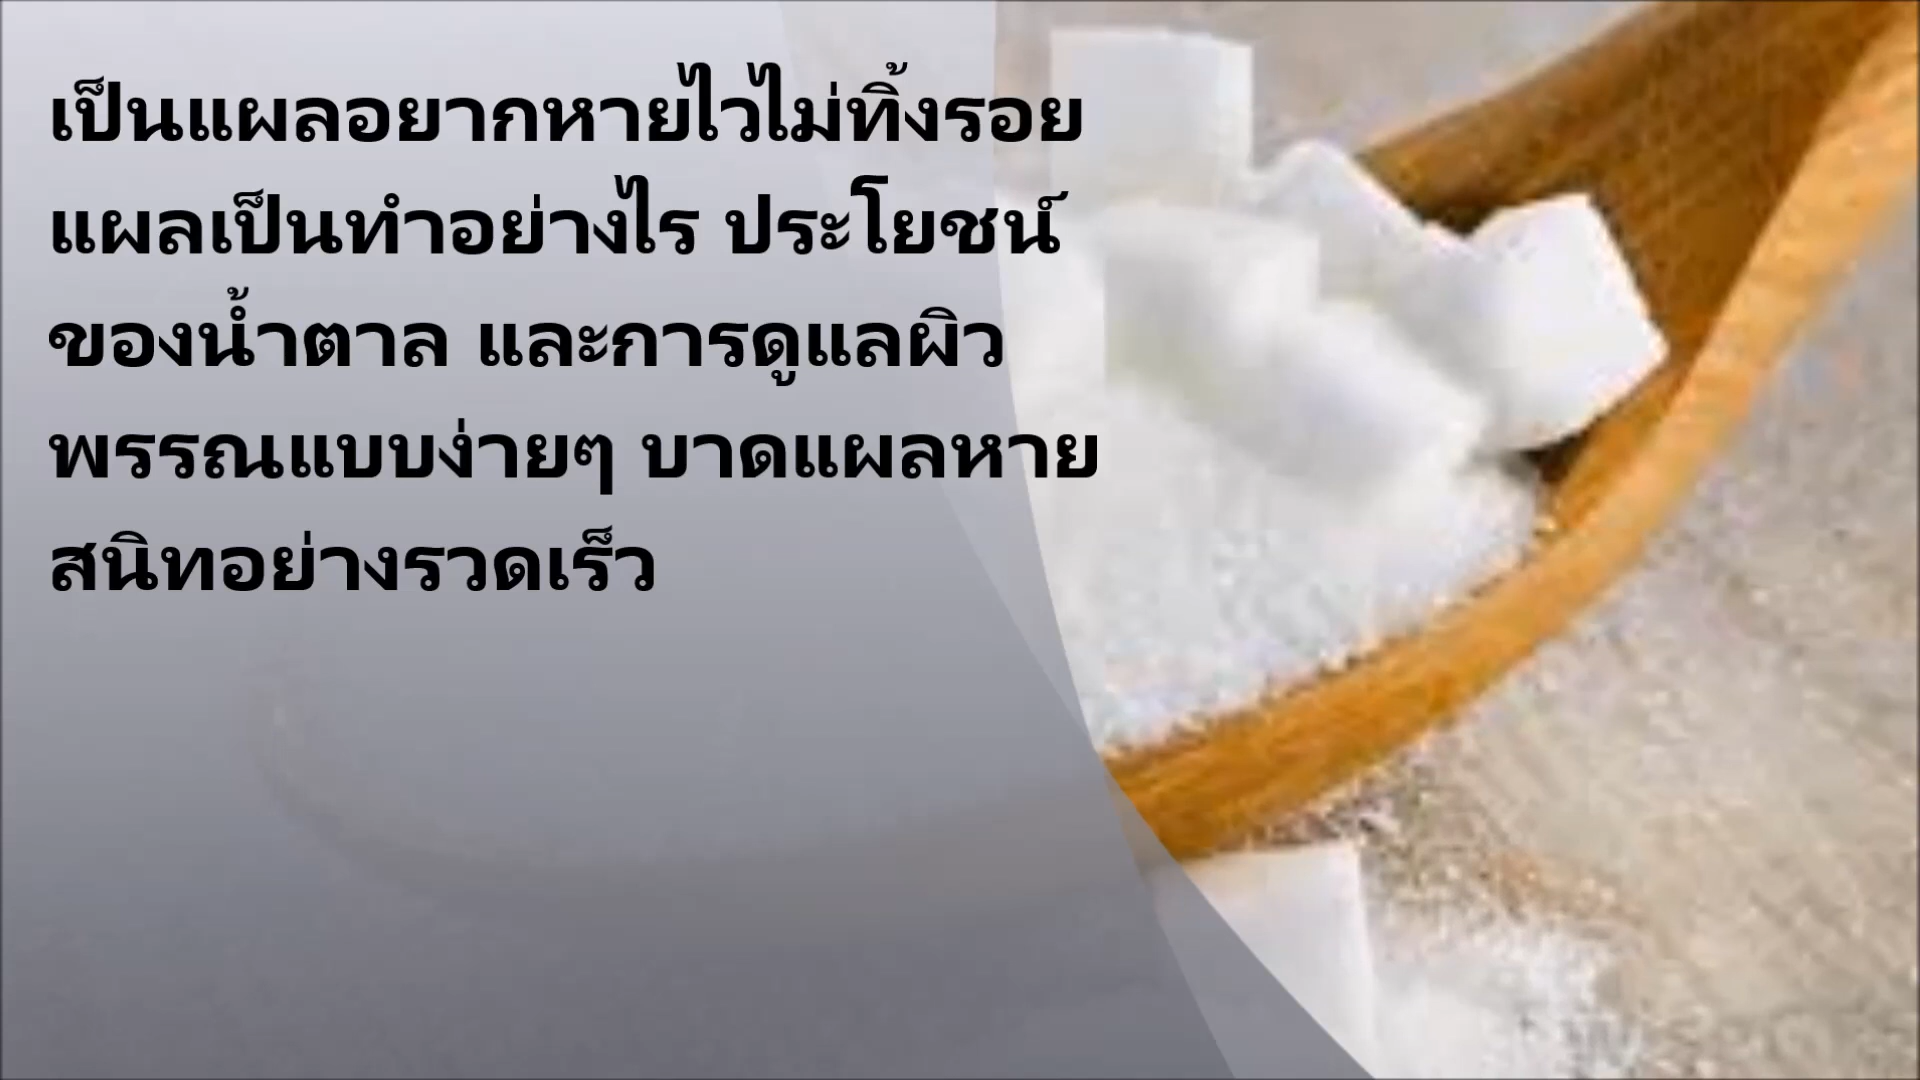 เป็นแผลอยากหายไวไม่ทิ้งรอย
แผลเป็นทำอย่างไร ประโยชน์
ของน้ำตาล และการดูแลผิว
พรรณแบบง่ายๆ บาดแผลหาย
สนิทอย่างรวดเร็ว